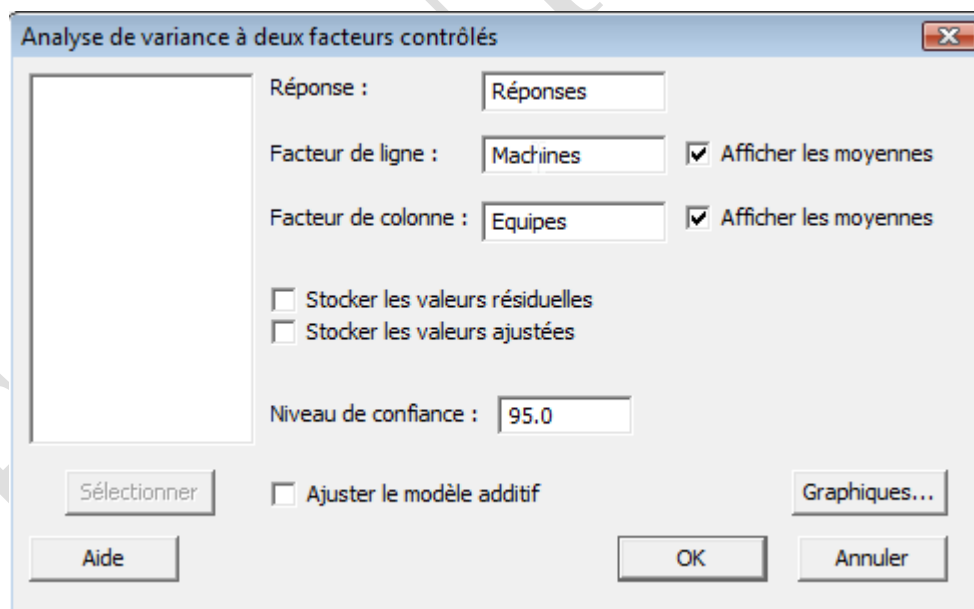 Analyse de variance à deux facteurs contrôlés
Réponse : Réponses
Facteur de ligne : Machines Afficher les moyennes
Facteur de colonne : Equipes Afficher les moyennes
Stocker les valeurs résiduelles
Stocker les valeurs ajustées
Niveau de confiance : 95.0
Sélectionner Ajuster le modèle additif Graphiques...
Aide OK Annuler